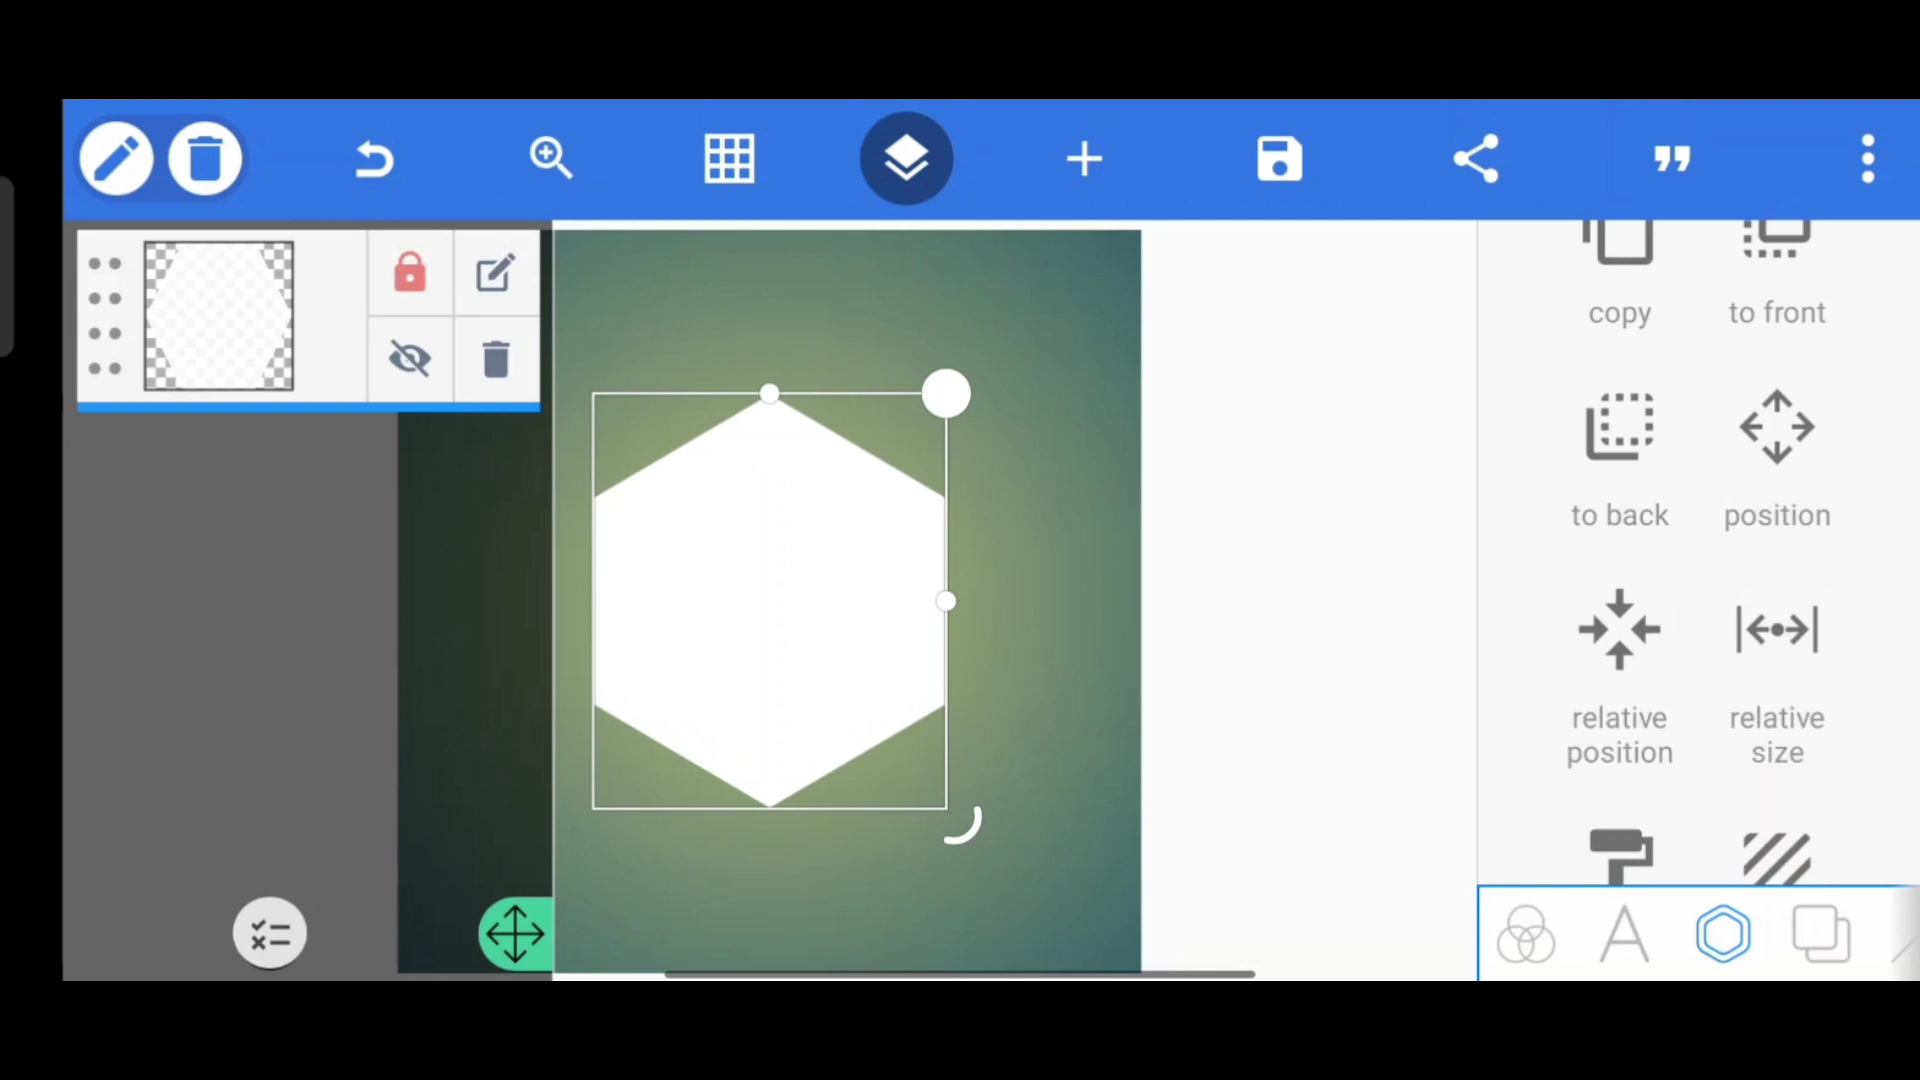 copy
to front
to back
position
relative
position
relative
size